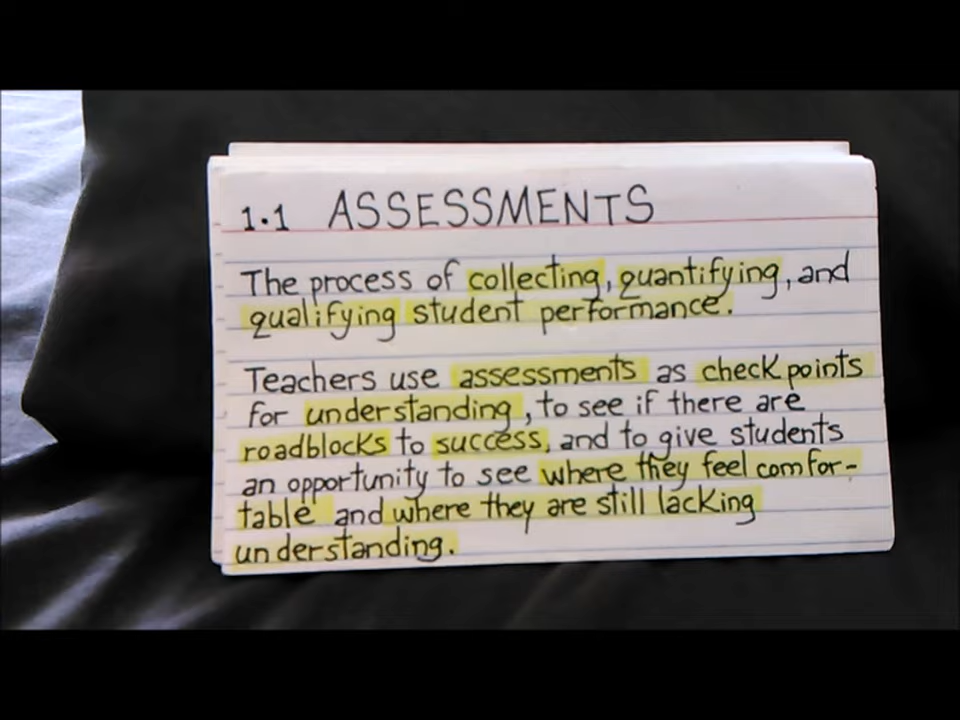 1.1 ASSESSMENTS
The process of collecting, quantifying, and
qualifying student performance.
Teachers use assessments as checkpoints
for understanding, to see if there are
roadblocks to success, and to give students
an opportunity to see where they feel comfor-
table and where they are still lacking
understanding.